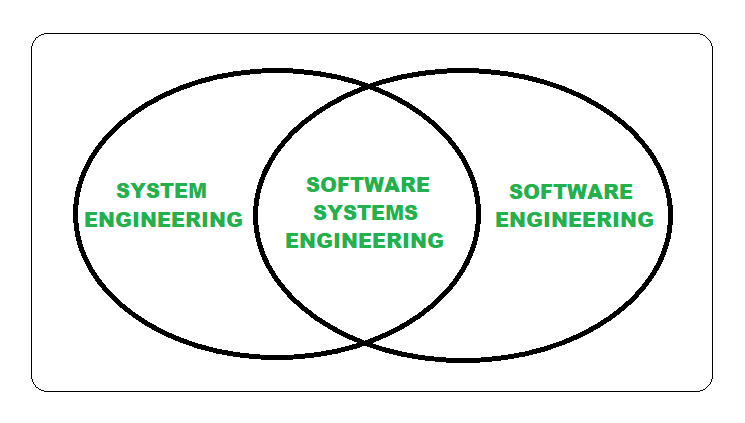 SYSTEM
ENGINEERING
SOFTWARE
SYSTEMS
ENGINEERING
SOFTWARE
ENGINEERING